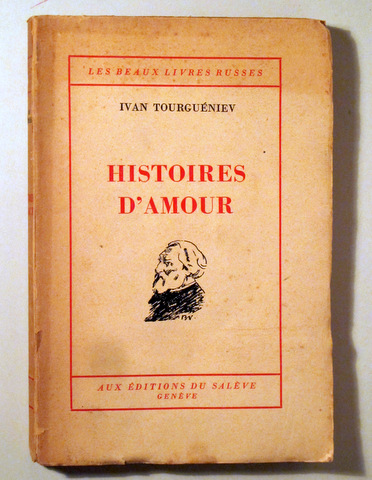 LES BEAUX LIVRES RUSSES
IVAN TOURGUÉNIEV
HISTOIRES
D'AMOUR
AUX ÉDITIONS DU SALÈVE
GENÈVE